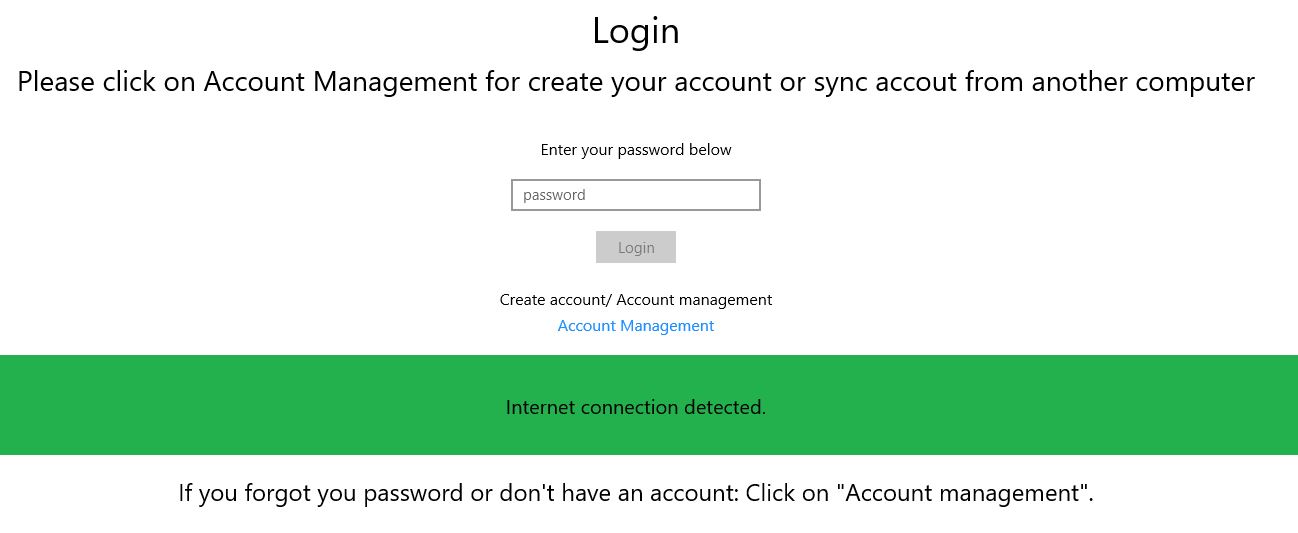 Login
Please click on Account Management for create your account or sync accout from another computer
Enter your password below
password
Login
Create account/ Account management
Account Management
Internet connection detected.
If you forgot you password or don't have an account: Click on "Account management".